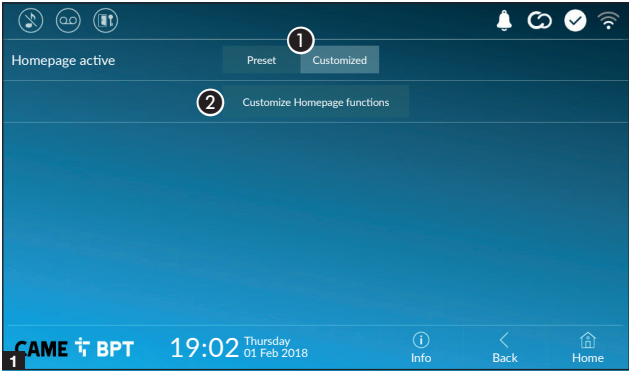 1
Homepage active Preset Customized
2 Customize Homepage functions
CAME BPT 19:02 Thursday
01 Feb 2018
i
Info Back Home
1